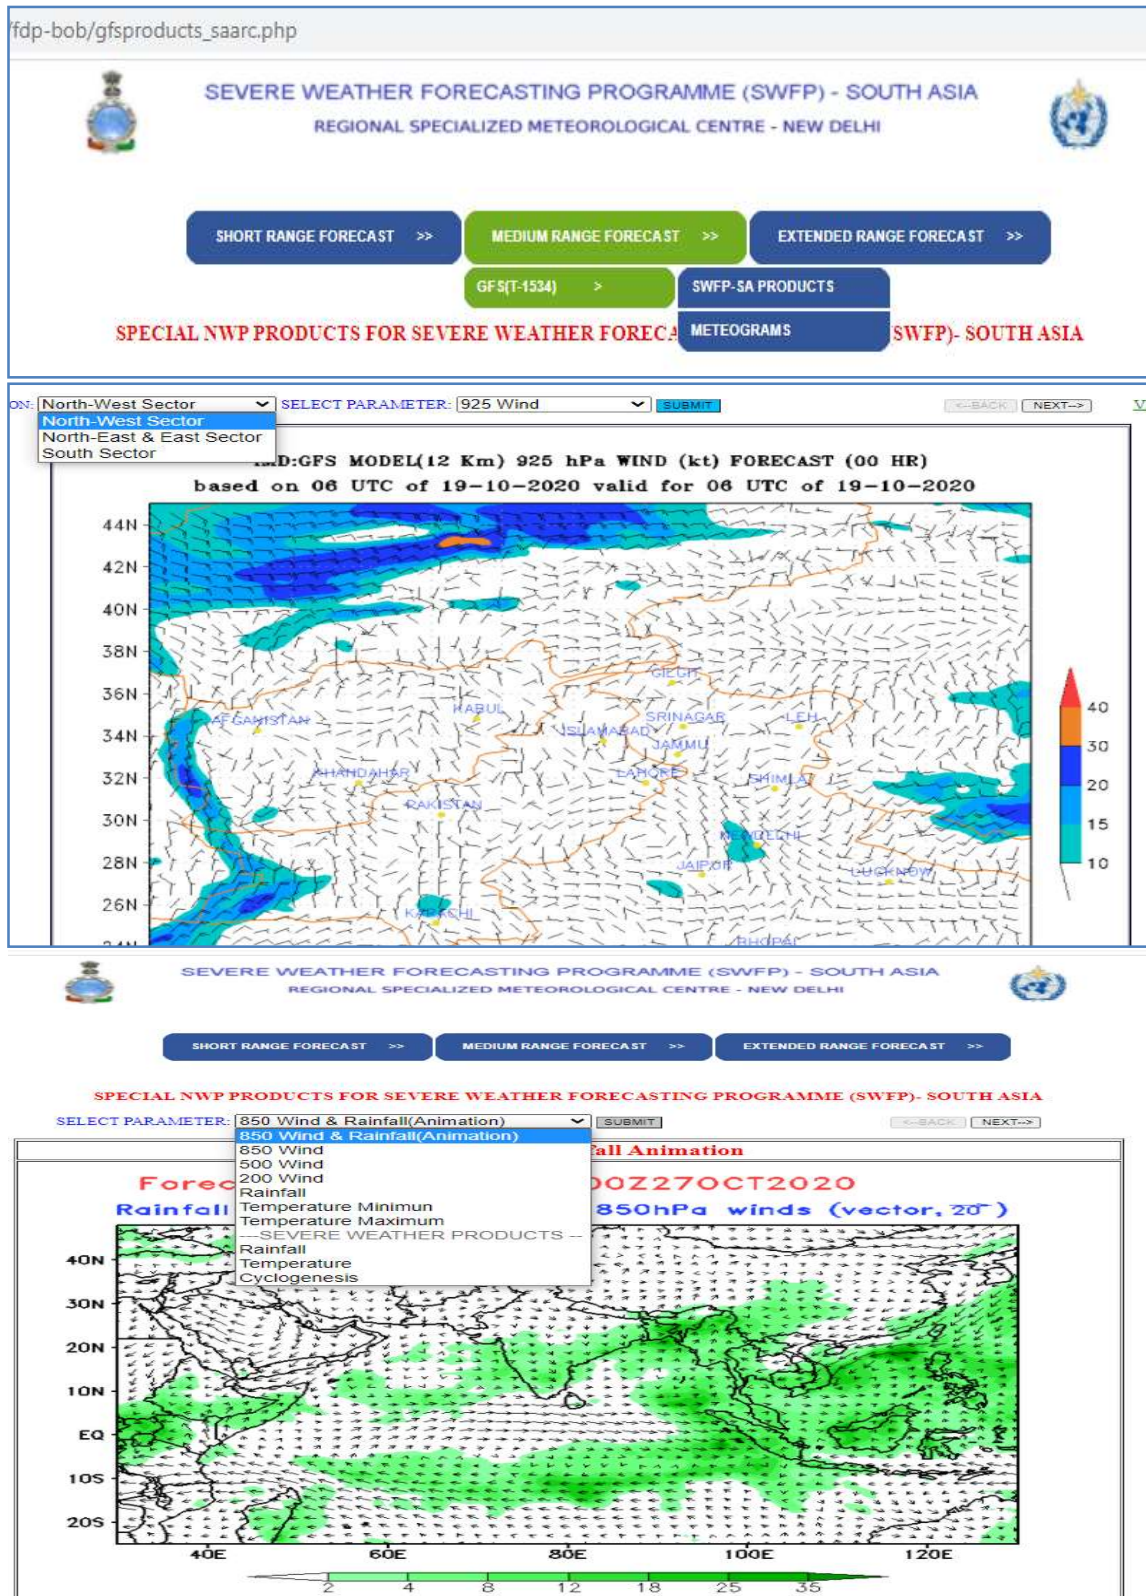 /fdp-bob/gfsproducts_saarc.php
SEVERE WEATHER FORECASTING PROGRAMME (SWFP) - SOUTH ASIA
REGIONAL SPECIALIZED METEOROLOGICAL CENTRE - NEW DELHI
SHORT RANGE FORECAST >> MEDIUM RANGE FORECAST >> EXTENDED RANGE FORECAST >>
GFS(T-1534) > SWFP-SA PRODUCTS
METEOGRAMS
SPECIAL NWP PRODUCTS FOR SEVERE WEATHER FORECA SWFP)- SOUTH ASIA
ON: North-West Sector SELECT PARAMETER: 925 Wind SUBMIT <--BACK NEXT--> V
North-West Sector
North-East & East Sector
South Sector
IMD:GFS MODEL(12 Km) 925 hPa WIND (kt) FORECAST (00 HR)
based on 06 UTC of 19-10-2020 valid for 06 UTC of 19-10-2020
44N
42N
40N
38N
36N
34N
32N
30N
28N
26N
24N
GILGIT
KABUL
AFGANISTAN
SRINAGAR
LEH
ISLAMABAD
JAMMU
KHANDAHAR
LAHORE
SHIMLA
PAKISTAN
NEWDELHI
JAIPUR
LUCKNOW
KARACHI
BHOPAL
40
30
20
15
10
SEVERE WEATHER FORECASTING PROGRAMME (SWFP) - SOUTH ASIA
REGIONAL SPECIALIZED METEOROLOGICAL CENTRE - NEW DELHI
SHORT RANGE FORECAST >> MEDIUM RANGE FORECAST >> EXTENDED RANGE FORECAST >>
SPECIAL NWP PRODUCTS FOR SEVERE WEATHER FORECASTING PROGRAMME (SWFP)- SOUTH ASIA
SELECT PARAMETER: 850 Wind & Rainfall(Animation) SUBMIT <--BACK NEXT-->
850 Wind & Rainfall(Animation)
850 Wind
500 Wind
200 Wind
Rainfall
Temperature Minimun
Temperature Maximum
---SEVERE WEATHER PRODUCTS --
Rainfall
Temperature
Cyclogenesis
fall Animation
Forec 00Z27OCT2020
Rainfall 850hPa winds (vector, 20 )
40N
30N
20N
10N
EQ
10S
20S
40E 60E 80E 100E 120E
2 4 8 12 18 25 35